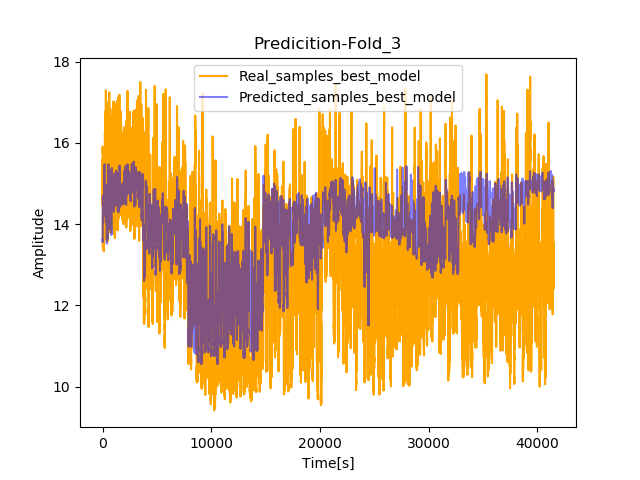 Predicition-Fold_3
Real_samples_best_model
Predicted_samples_best_model
18
16
14
12
10
Amplitude
0
10000
20000
30000
40000
Time[s]